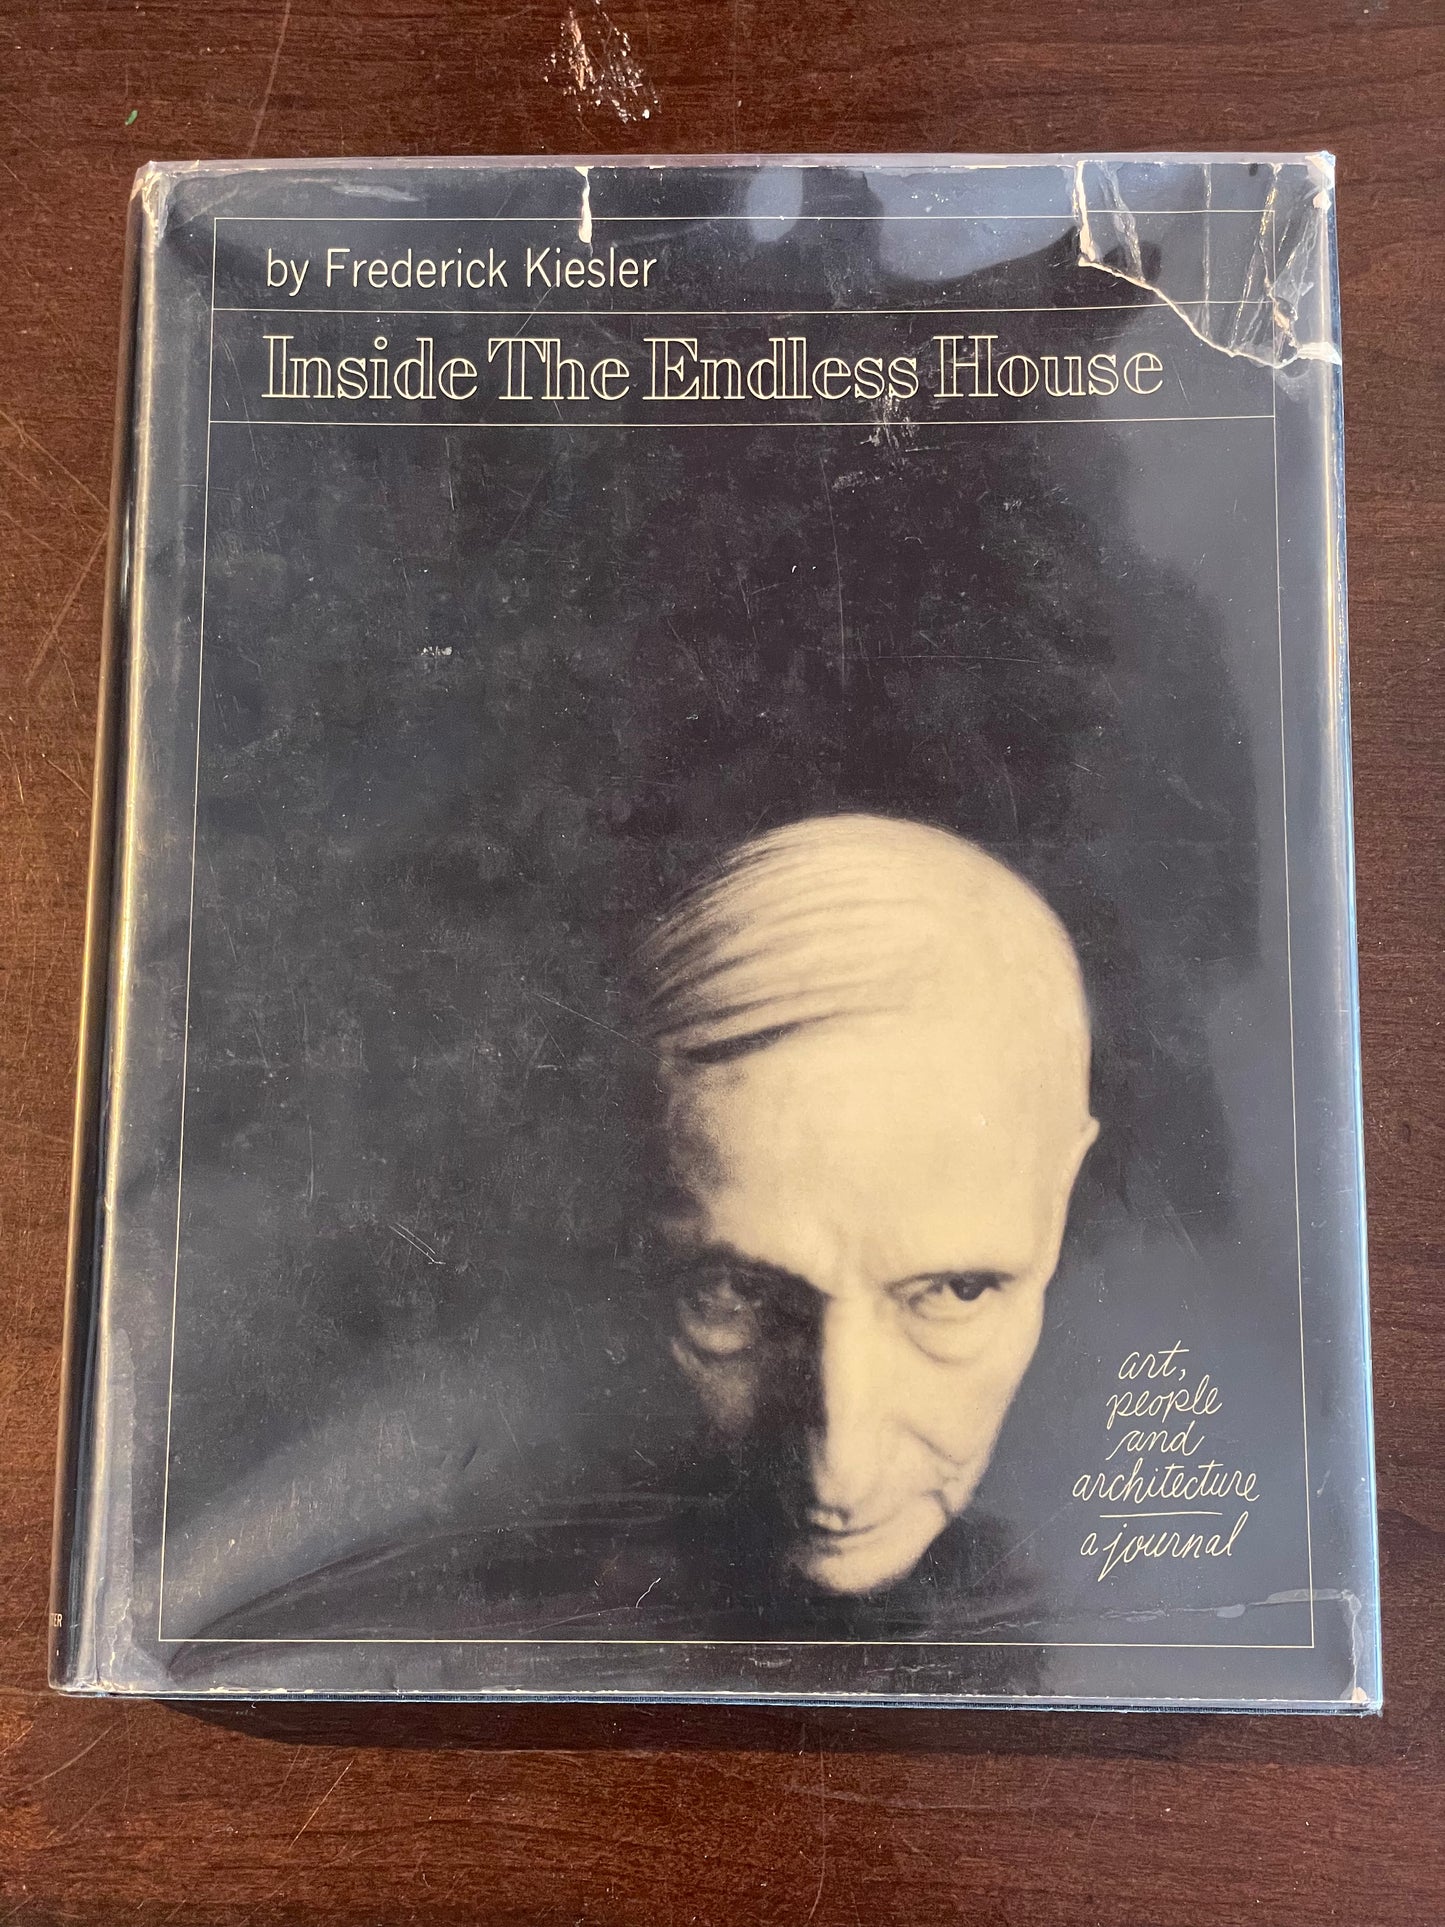 by Frederick Kiesler
Inside The Endless House
art,
people
and
architecture
a journal